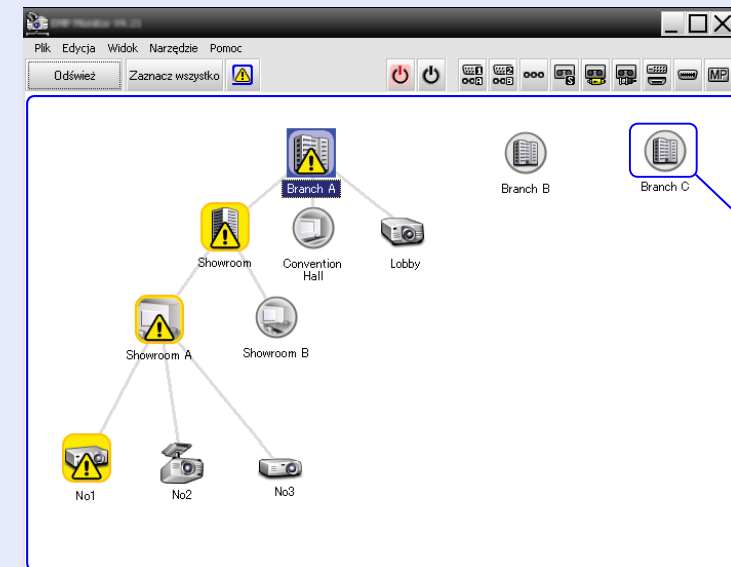 Plik Edycja Widok Narzędzie Pomoc
Odśwież Zaznacz wszystko
MP
Branch A
Branch B
Branch C
Showroom
Convention
Hall
Lobby
Showroom A
Showroom B
No1
No2
No3